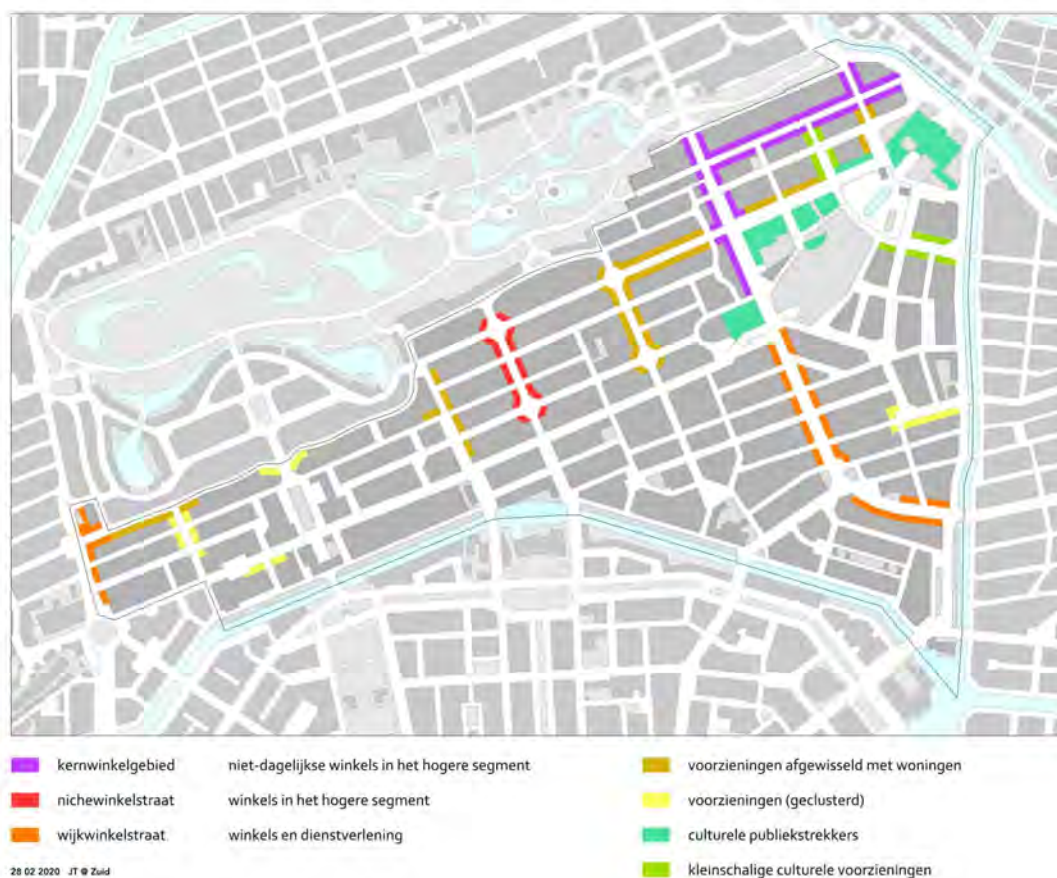 kernwinkelgebied niet-dagelijkse winkels in het hogere segment
nichewinkelstraat winkels in het hogere segment
wijkwinkelstraat winkels en dienstverlening
voorzieningen afgewisseld met woningen
voorzieningen (geclusterd)
culturele publiekstrekkers
kleinschalige culturele voorzieningen
28 02 2020 JT @ Zuid